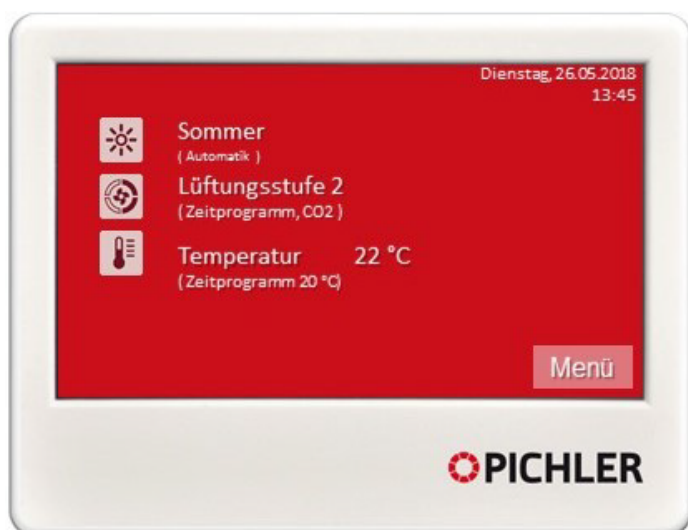 Dienstag, 26.05.2018
13:45
Sommer
( Automatik )
Lüftungsstufe 2
(Zeitprogramm, CO2 )
Temperatur 22 °C
(Zeitprogramm 20 °C)
Menü
PICHLER